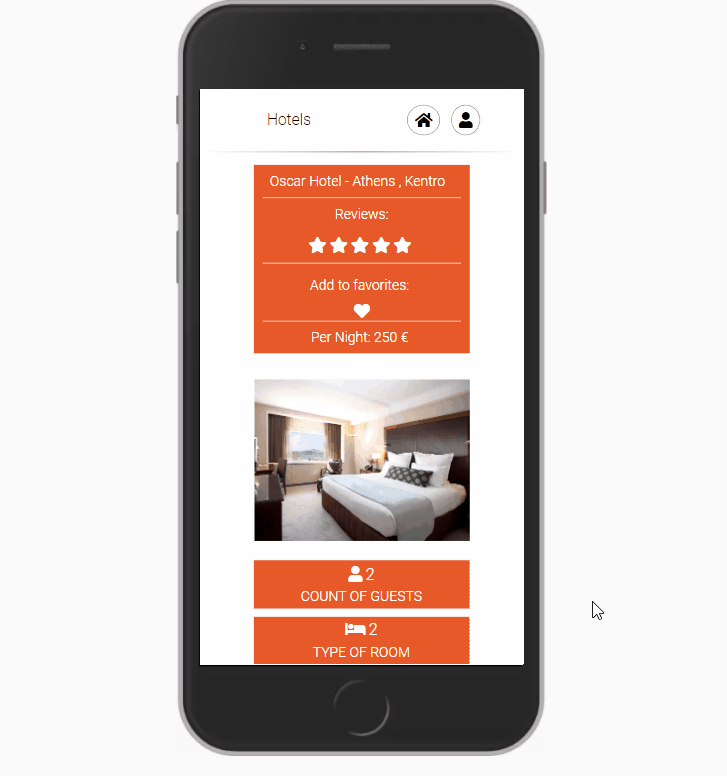 Hotels
Oscar Hotel - Athens , Kentro
Reviews:
Add to favorites:
Per Night: 250 €
2
COUNT OF GUESTS
2
TYPE OF ROOM